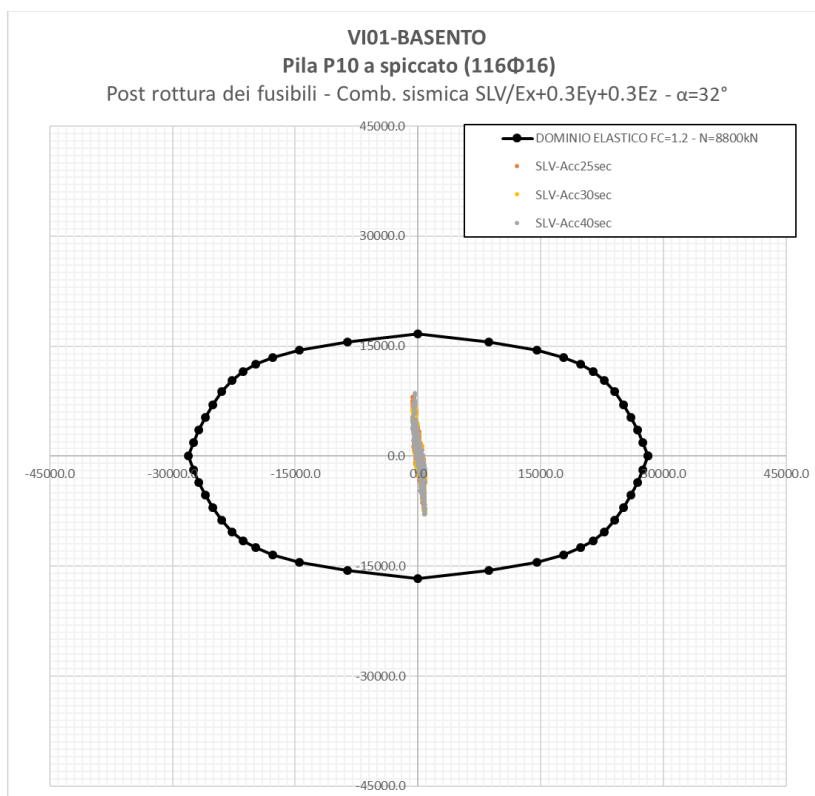 VI01-BASENTO
Pila P10 a spiccato (116Φ16)
Post rottura dei fusibili - Comb. sismica SLV/Ex+0.3Ey+0.3Ez - α=32°
45000.0
DOMINIO ELASTICO FC=1.2 - N=8800kN
SLV-Acc25sec
SLV-Acc30sec
SLV-Acc40sec
30000.0
15000.0
0.0
-45000.0 -30000.0 -15000.0 0.0 15000.0 30000.0 45000.0
-15000.0
-30000.0
-45000.0